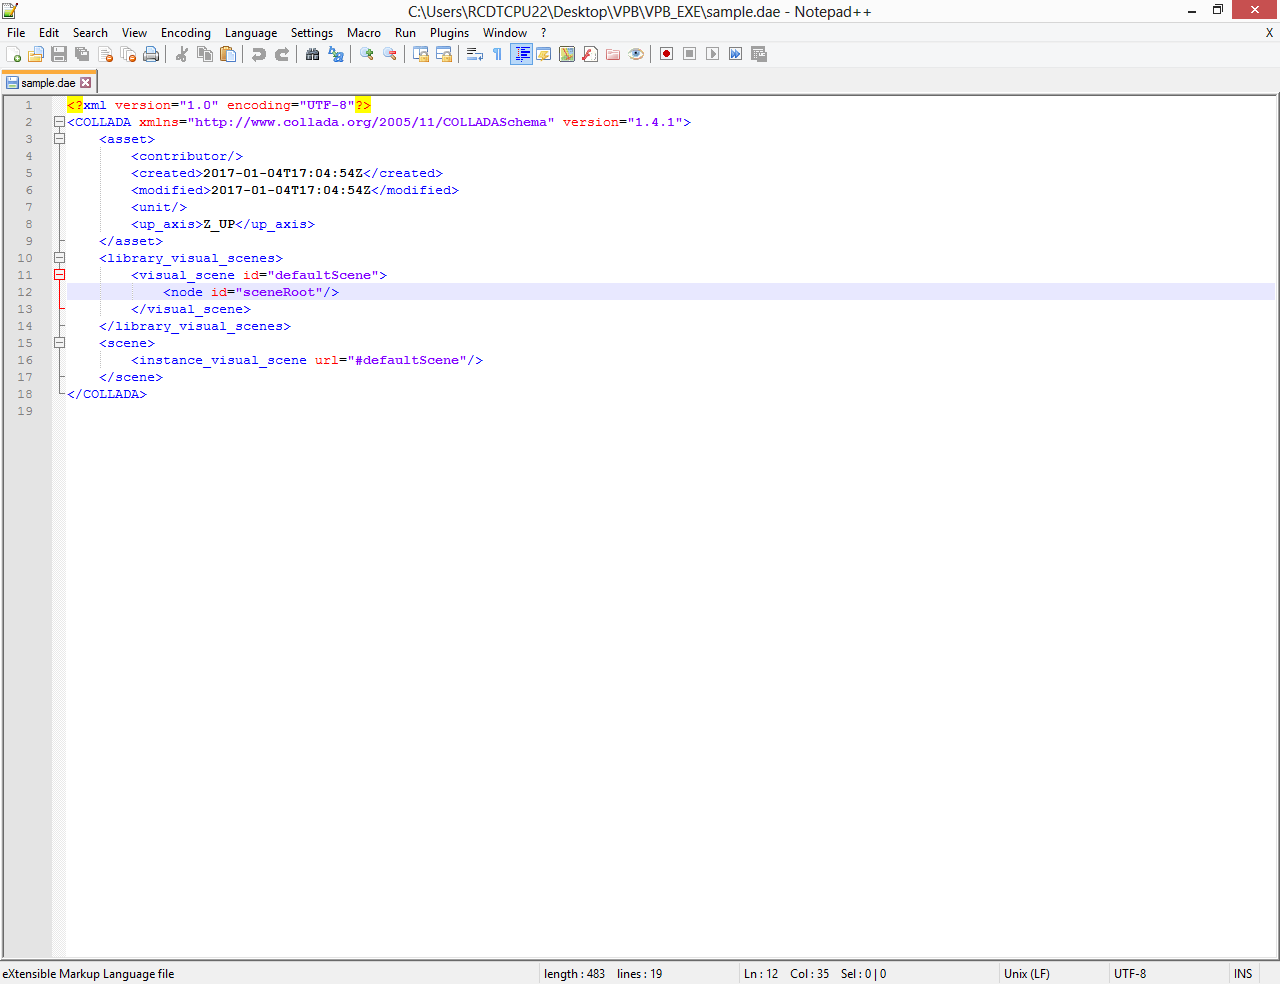 C:\Users\RCDTCPU22\Desktop\VPB\VPB_EXE\sample.dae - Notepad++
File Edit Search View Encoding Language Settings Macro Run Plugins Window ? X
sample.dae
1 <?xml version="1.0" encoding="UTF-8"?>
2 <COLLADA xmlns="http://www.collada.org/2005/11/COLLADASchema" version="1.4.1">
3 <asset>
4 <contributor/>
5 <created>2017-01-04T17:04:54Z</created>
6 <modified>2017-01-04T17:04:54Z</modified>
7 <unit/>
8 <up_axis>Z_UP</up_axis>
9 </asset>
10 <library_visual_scenes>
11 <visual_scene id="defaultScene">
12 <node id="sceneRoot"/>
13 </visual_scene>
14 </library_visual_scenes>
15 <scene>
16 <instance_visual_scene url="#defaultScene"/>
17 </scene>
18 </COLLADA>
19
eXtensible Markup Language file length : 483 lines : 19 Ln : 12 Col : 35 Sel : 0 | 0 Unix (LF) UTF-8 INS